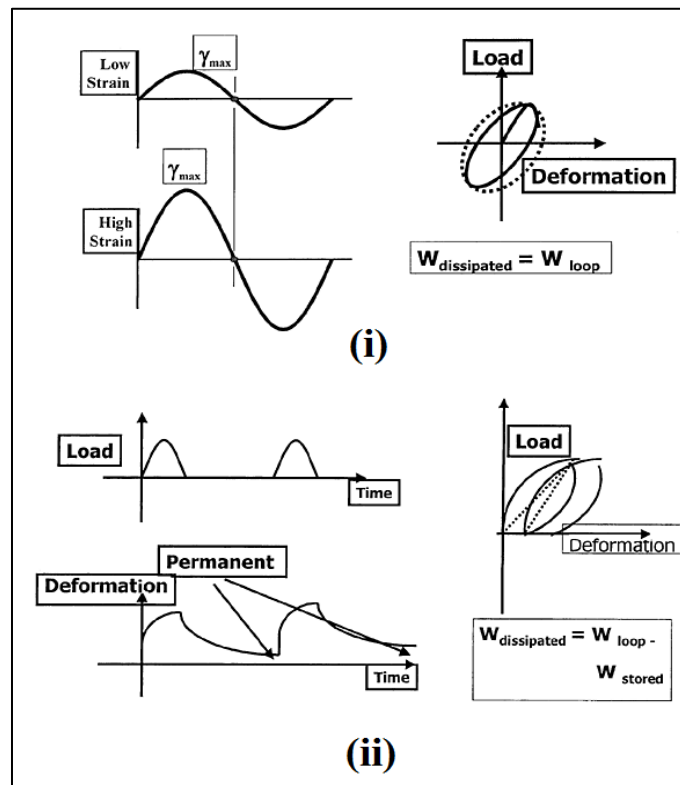 Low
Strain
γmax
High
Strain
γmax
Load
Deformation
Wdissipated = W loop
(i)
Load
Time
Permanent
Deformation
Time
Load
Deformation
Wdissipated = W loop -
W stored
(ii)